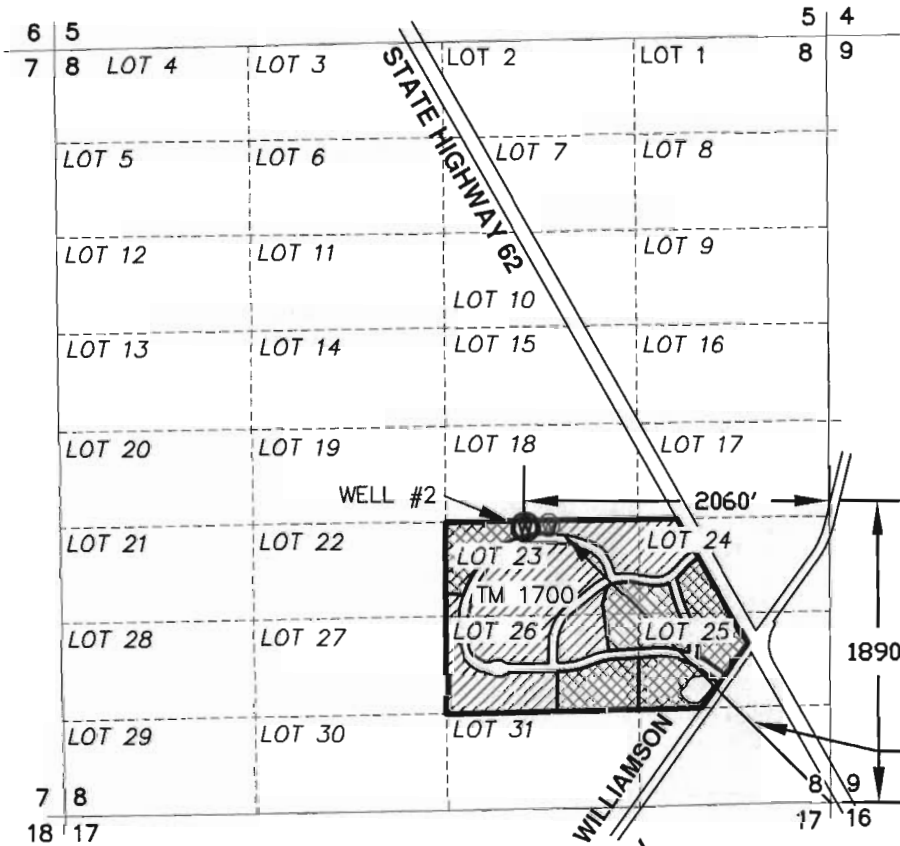 6 5
5 4
7 8
LOT 4
LOT 3
LOT 2
LOT 1
8 9
STATE HIGHWAY 62
LOT 5
LOT 6
LOT 7
LOT 8
LOT 12
LOT 11
LOT 10
LOT 9
LOT 13
LOT 14
LOT 15
LOT 16
LOT 20
LOT 19
LOT 18
LOT 17
WELL #2
2060'
W W
LOT 21
LOT 22
LOT 23
LOT 24
TM 1700
LOT 28
LOT 27
LOT 26
LOT 25
1890
LOT 29
LOT 30
LOT 31
WILLIAMSON
7 8
8 9
18 17
17 16